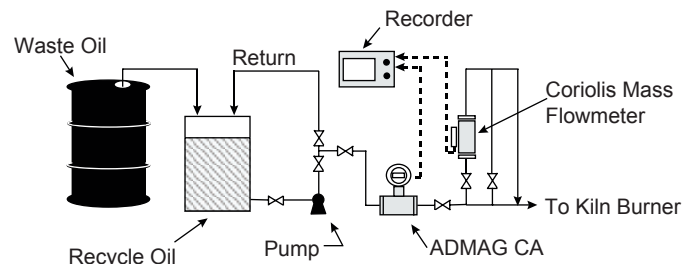 Recorder
Waste Oil
Return
Coriolis Mass
Flowmeter
To Kiln Burner
Pump
ADMAG CA
Recycle Oil